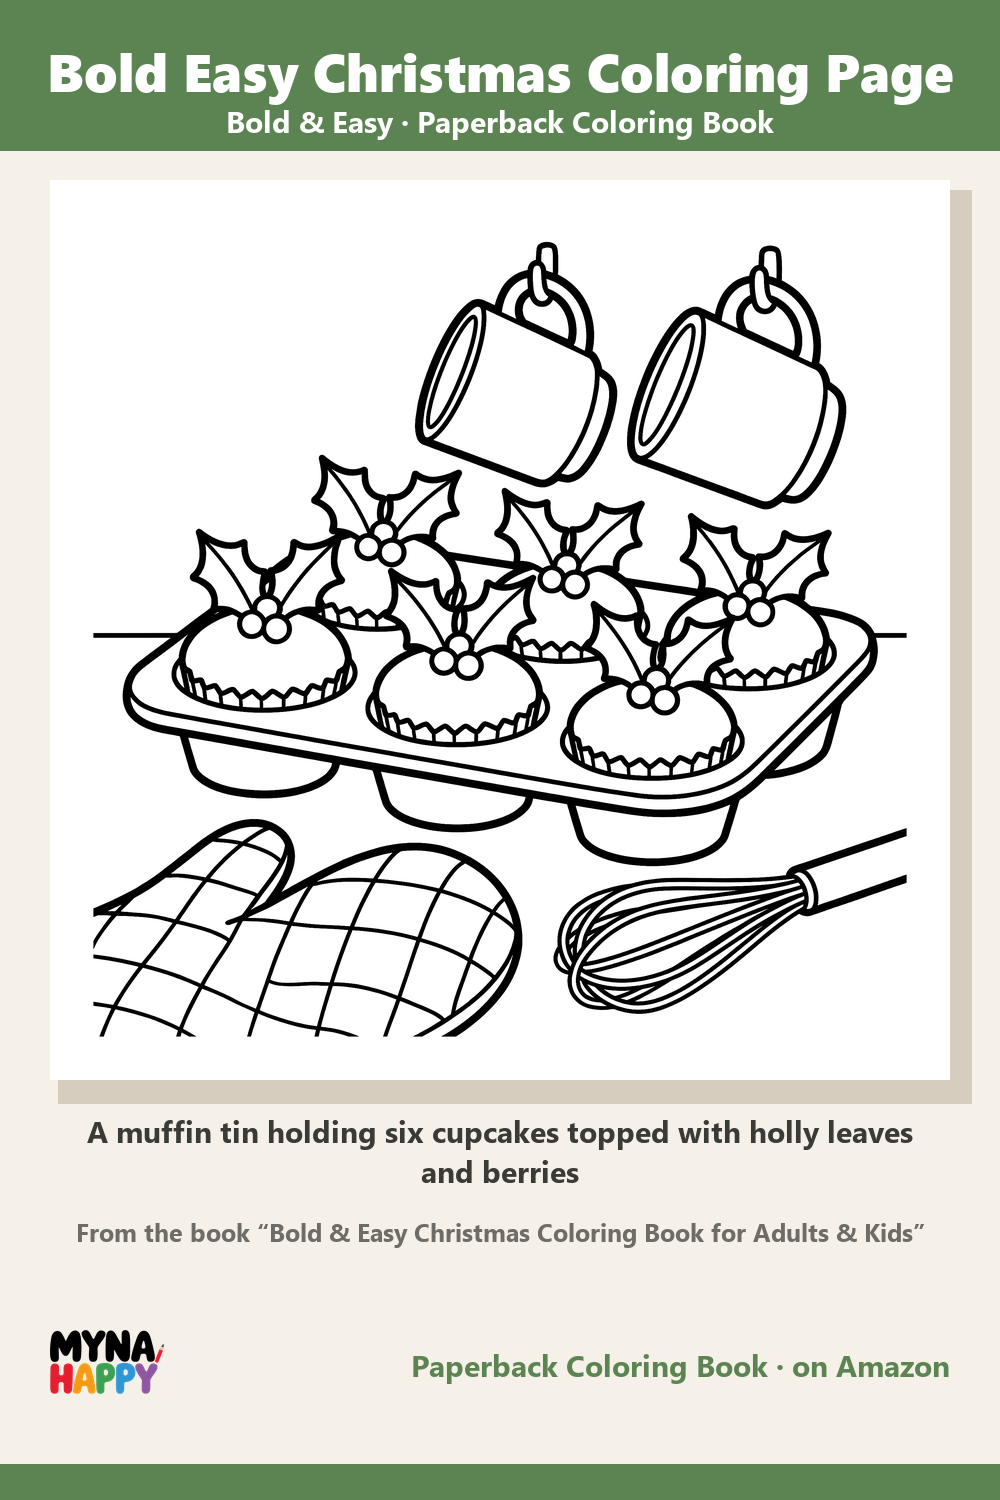 Bold Easy Christmas Coloring Page
Bold & Easy · Paperback Coloring Book
A muffin tin holding six cupcakes topped with holly leaves
and berries
From the book “Bold & Easy Christmas Coloring Book for Adults & Kids”
MYNA
HAPPY
Paperback Coloring Book · on Amazon